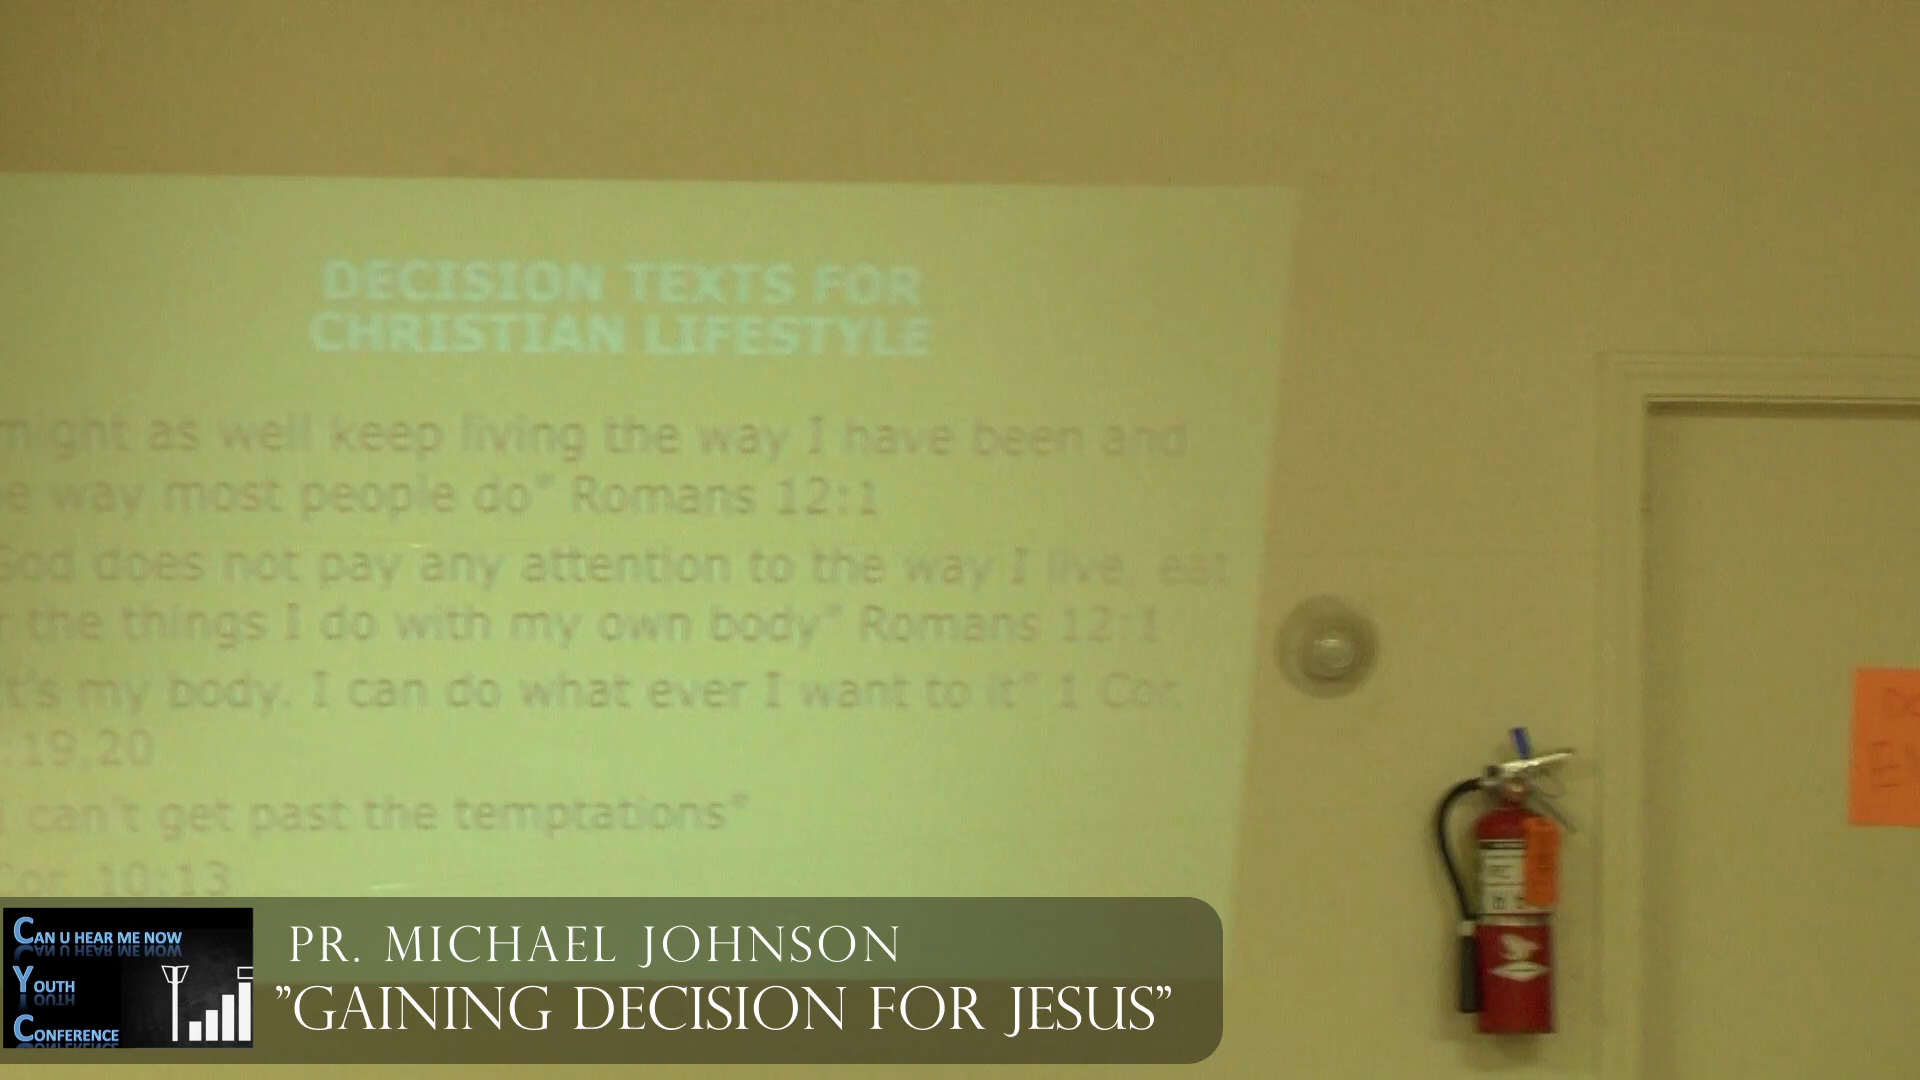 DECISION TEXTS FOR
CHRISTIAN LIFESTYLE
might as well keep living the way I have been and
way most people do" Romans 12:1
God does not pay any attention to the way I live, eat
the things I do with my own body" Romans 12:1
It's my body. I can do what ever I want to it" 1 Cor.
:19,20
can't get past the temptations"
Cor. 10:13
CAN U HEAR ME NOW
YOUTH
CONFERENCE
PR. MICHAEL JOHNSON
"GAINING DECISION FOR JESUS"